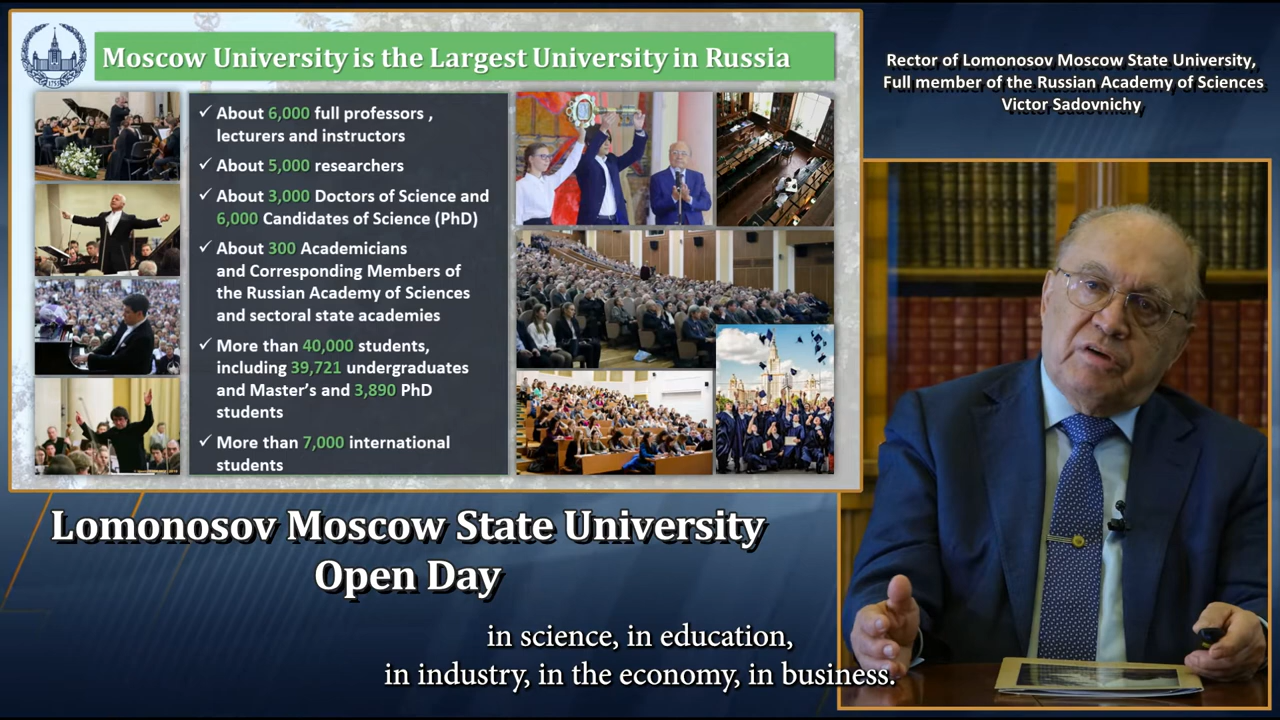 Moscow University is the Largest University in Russia
✓ About 6,000 full professors ,
lecturers and instructors
✓ About 5,000 researchers
✓ About 3,000 Doctors of Science and
6,000 Candidates of Science (PhD)
✓ About 300 Academicians
and Corresponding Members of
the Russian Academy of Sciences
and sectoral state academies
✓ More than 40,000 students,
including 39,721 undergraduates
and Master's and 3,890 PhD
students
✓ More than 7,000 international
students
Rector of Lomonosov Moscow State University,
Full member of the Russian Academy of Sciences
Victor Sadovnichy
Lomonosov Moscow State University
Open Day
in science, in education,
in industry, in the economy, in business.